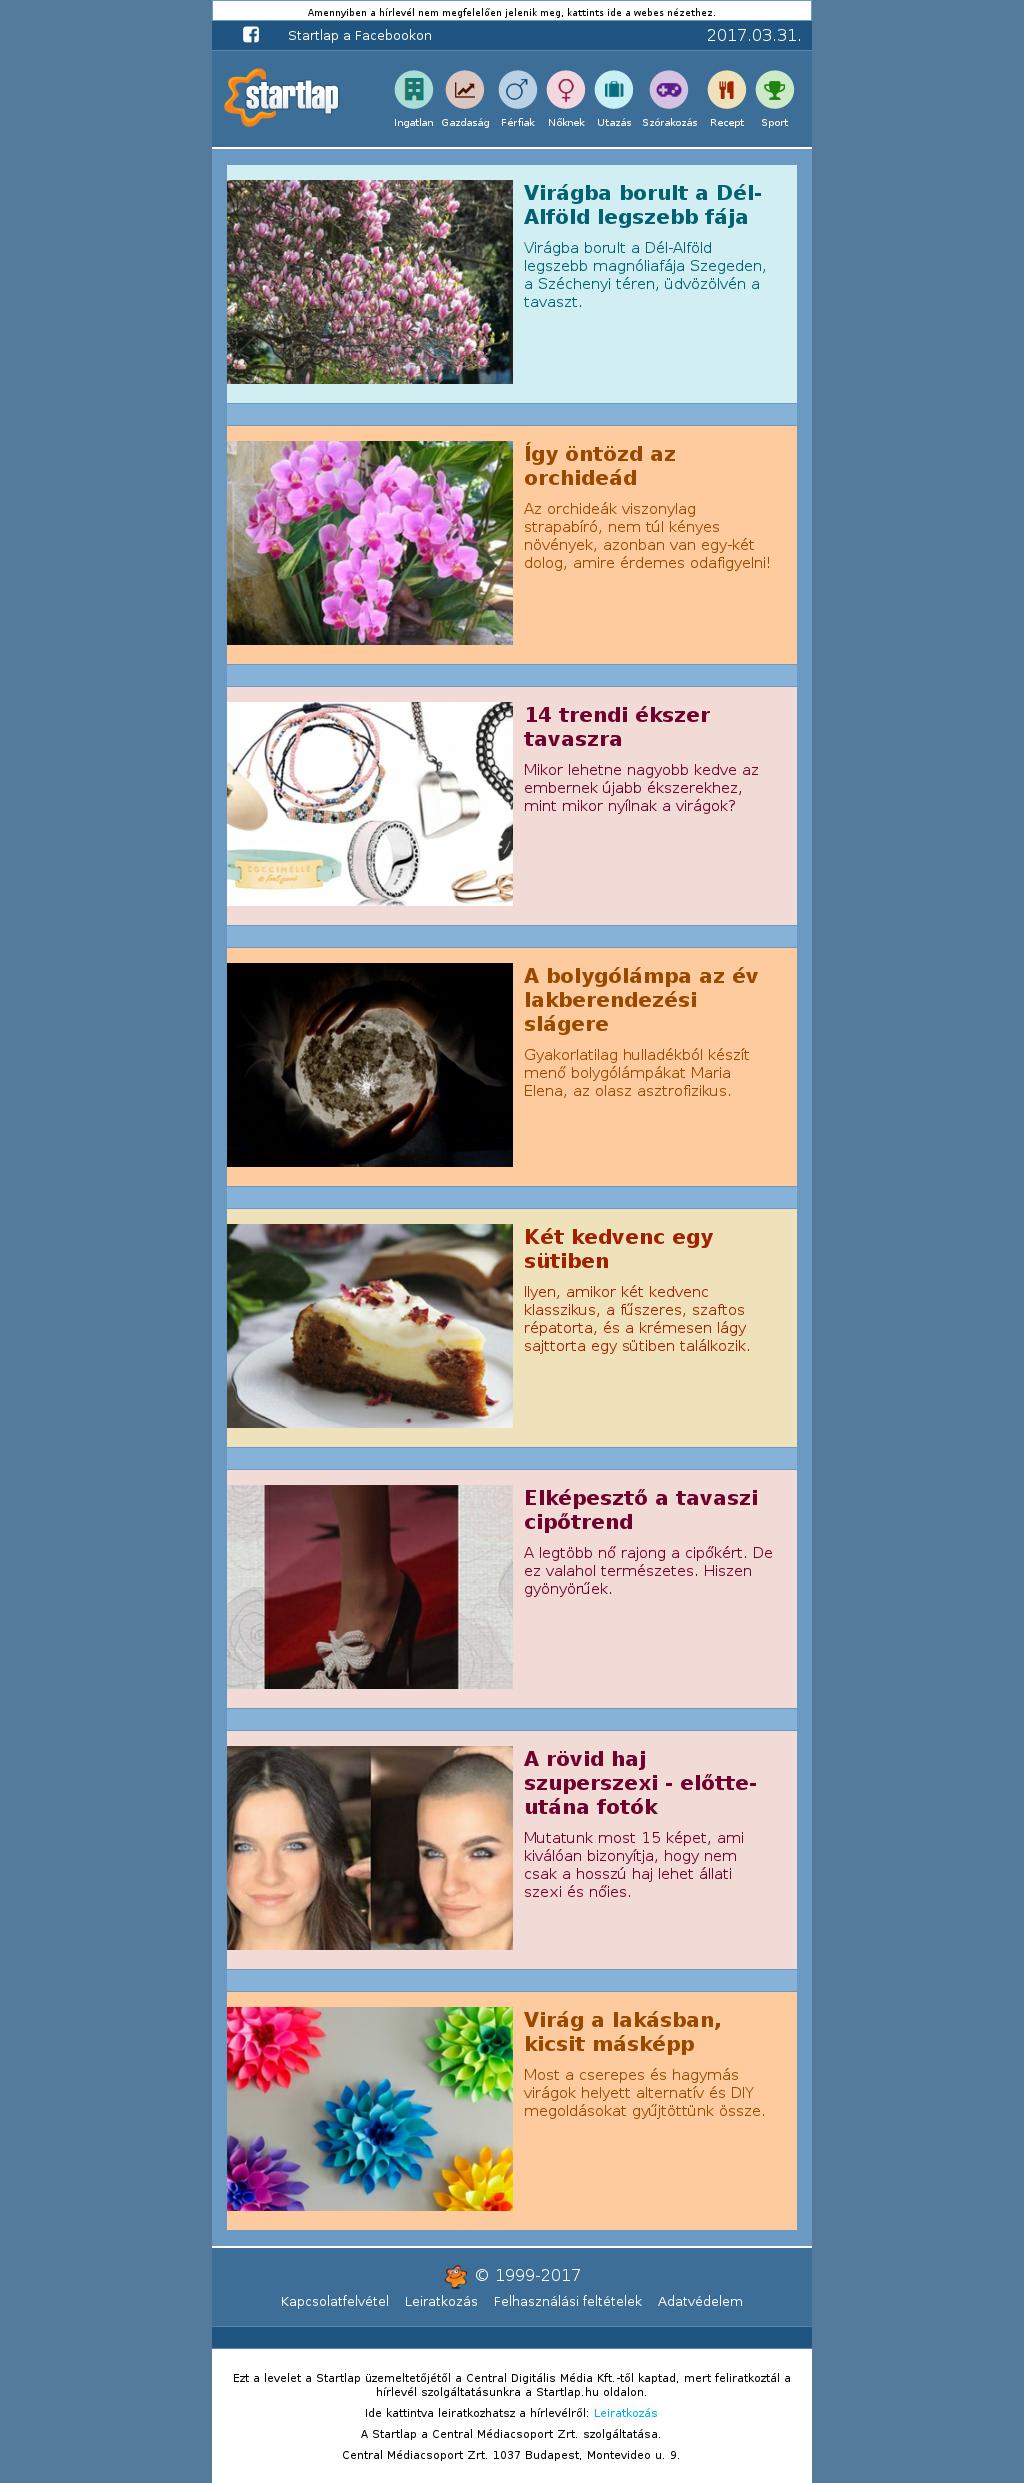 Amennyiben a hírlevél nem megfelelően jelenik meg, kattints ide a webes nézethez.
Startlap a Facebookon
2017.03.31.
startlap
Ingatlan Gazdaság Férfiak Nőknek Utazás Szórakozás Recept Sport
Virágba borult a Dél-
Alföld legszebb fája
Virágba borult a Dél-Alföld
legszebb magnóliafája Szegeden,
a Széchenyi téren, üdvözölvén a
tavaszt.
Így öntözd az
orchideád
Az orchideák viszonylag
strapabíró, nem túl kényes
növények, azonban van egy-két
dolog, amire érdemes odafigyelni!
COCCINELLE
14 trendi ékszer
tavaszra
Mikor lehetne nagyobb kedve az
embernek újabb ékszerekhez,
mint mikor nyílnak a virágok?
A bolygólámpa az év
lakberendezési
slágere
Gyakorlatilag hulladékból készít
menő bolygólámpákat Maria
Elena, az olasz asztrofizikus.
Két kedvenc egy
sütiben
Ilyen, amikor két kedvenc
klasszikus, a fűszeres, szaftos
répatorta, és a krémesen lágy
sajttorta egy sütiben találkozik.
Elképesztő a tavaszi
cipőtrend
A legtöbb nő rajong a cipőkért. De
ez valahol természetes. Hiszen
gyönyörűek.
A rövid haj
szuperszexi - előtte-
utána fotók
Mutatunk most 15 képet, ami
kiválóan bizonyítja, hogy nem
csak a hosszú haj lehet állati
szexi és nőies.
Virág a lakásban,
kicsit másképp
Most a cserepes és hagymás
virágok helyett alternatív és DIY
megoldásokat gyűjtöttünk össze.
© 1999-2017
Kapcsolatfelvétel Leiratkozás Felhasználási feltételek Adatvédelem
Ezt a levelet a Startlap üzemeltetőjétől a Central Digitális Média Kft.-től kaptad, mert feliratkoztál a
hírlevél szolgáltatásunkra a Startlap.hu oldalon.
Ide kattintva leiratkozhatsz a hírlevélről: Leiratkozás
A Startlap a Central Médiacsoport Zrt. szolgáltatása.
Central Médiacsoport Zrt. 1037 Budapest, Montevideo u. 9.